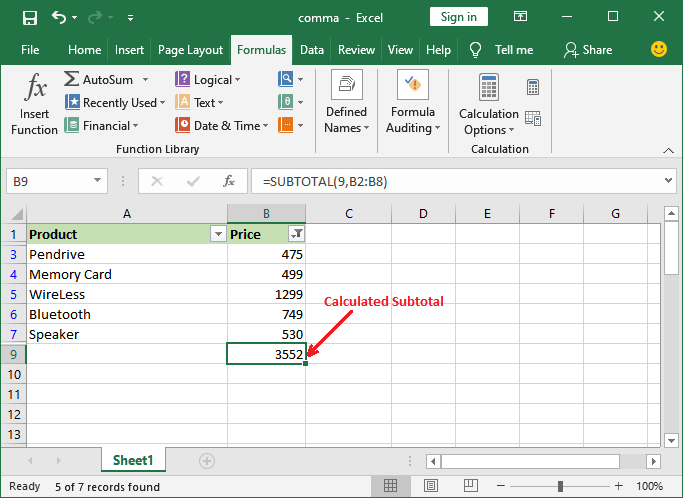 comma - Excel
Sign in
File Home Insert Page Layout Formulas Data Review View Help Tell me Share
fx Insert Function
Σ AutoSum
Recently Used
Financial
? Logical
A Text
Date & Time
θ
Function Library
Defined Names
Formula Auditing
Calculation Options
Calculation
B9 fx =SUBTOTAL(9,B2:B8)
A B C D E F G
1 Product Price
3 Pendrive 475
4 Memory Card 499
5 WireLess 1299
6 Bluetooth 749
7 Speaker 530
9 3552
10
11
12
13
Calculated Subtotal
Sheet1
Ready 5 of 7 records found 100%